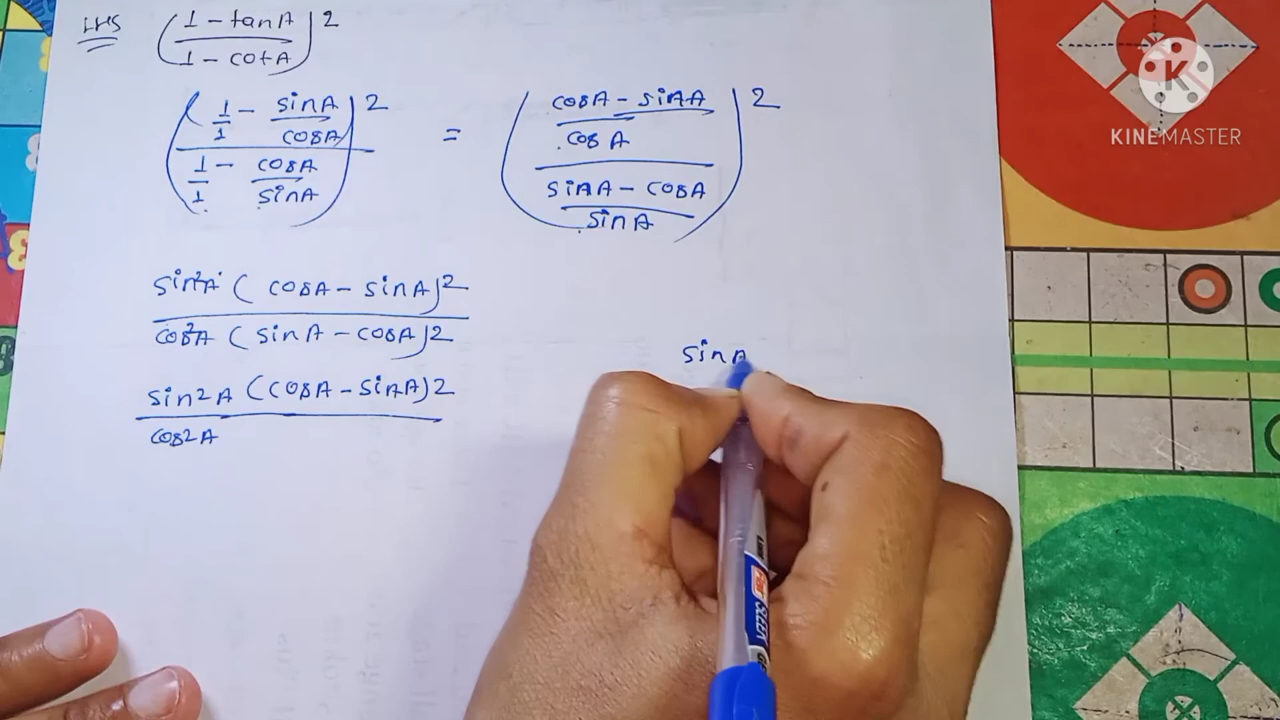 LHS (1 - tanA / 1 - cotA)2
(1/1 - sinA/cosA / 1/1 - cosA/sinA)2 = (cosA - sinA / cosA / sinA - cosA / sinA)2
sin2A (cosA - sinA)2
cos2A (sinA - cosA)2
sin2A (cosA - sinA)2
cos2A
sinA
KINEMASTER